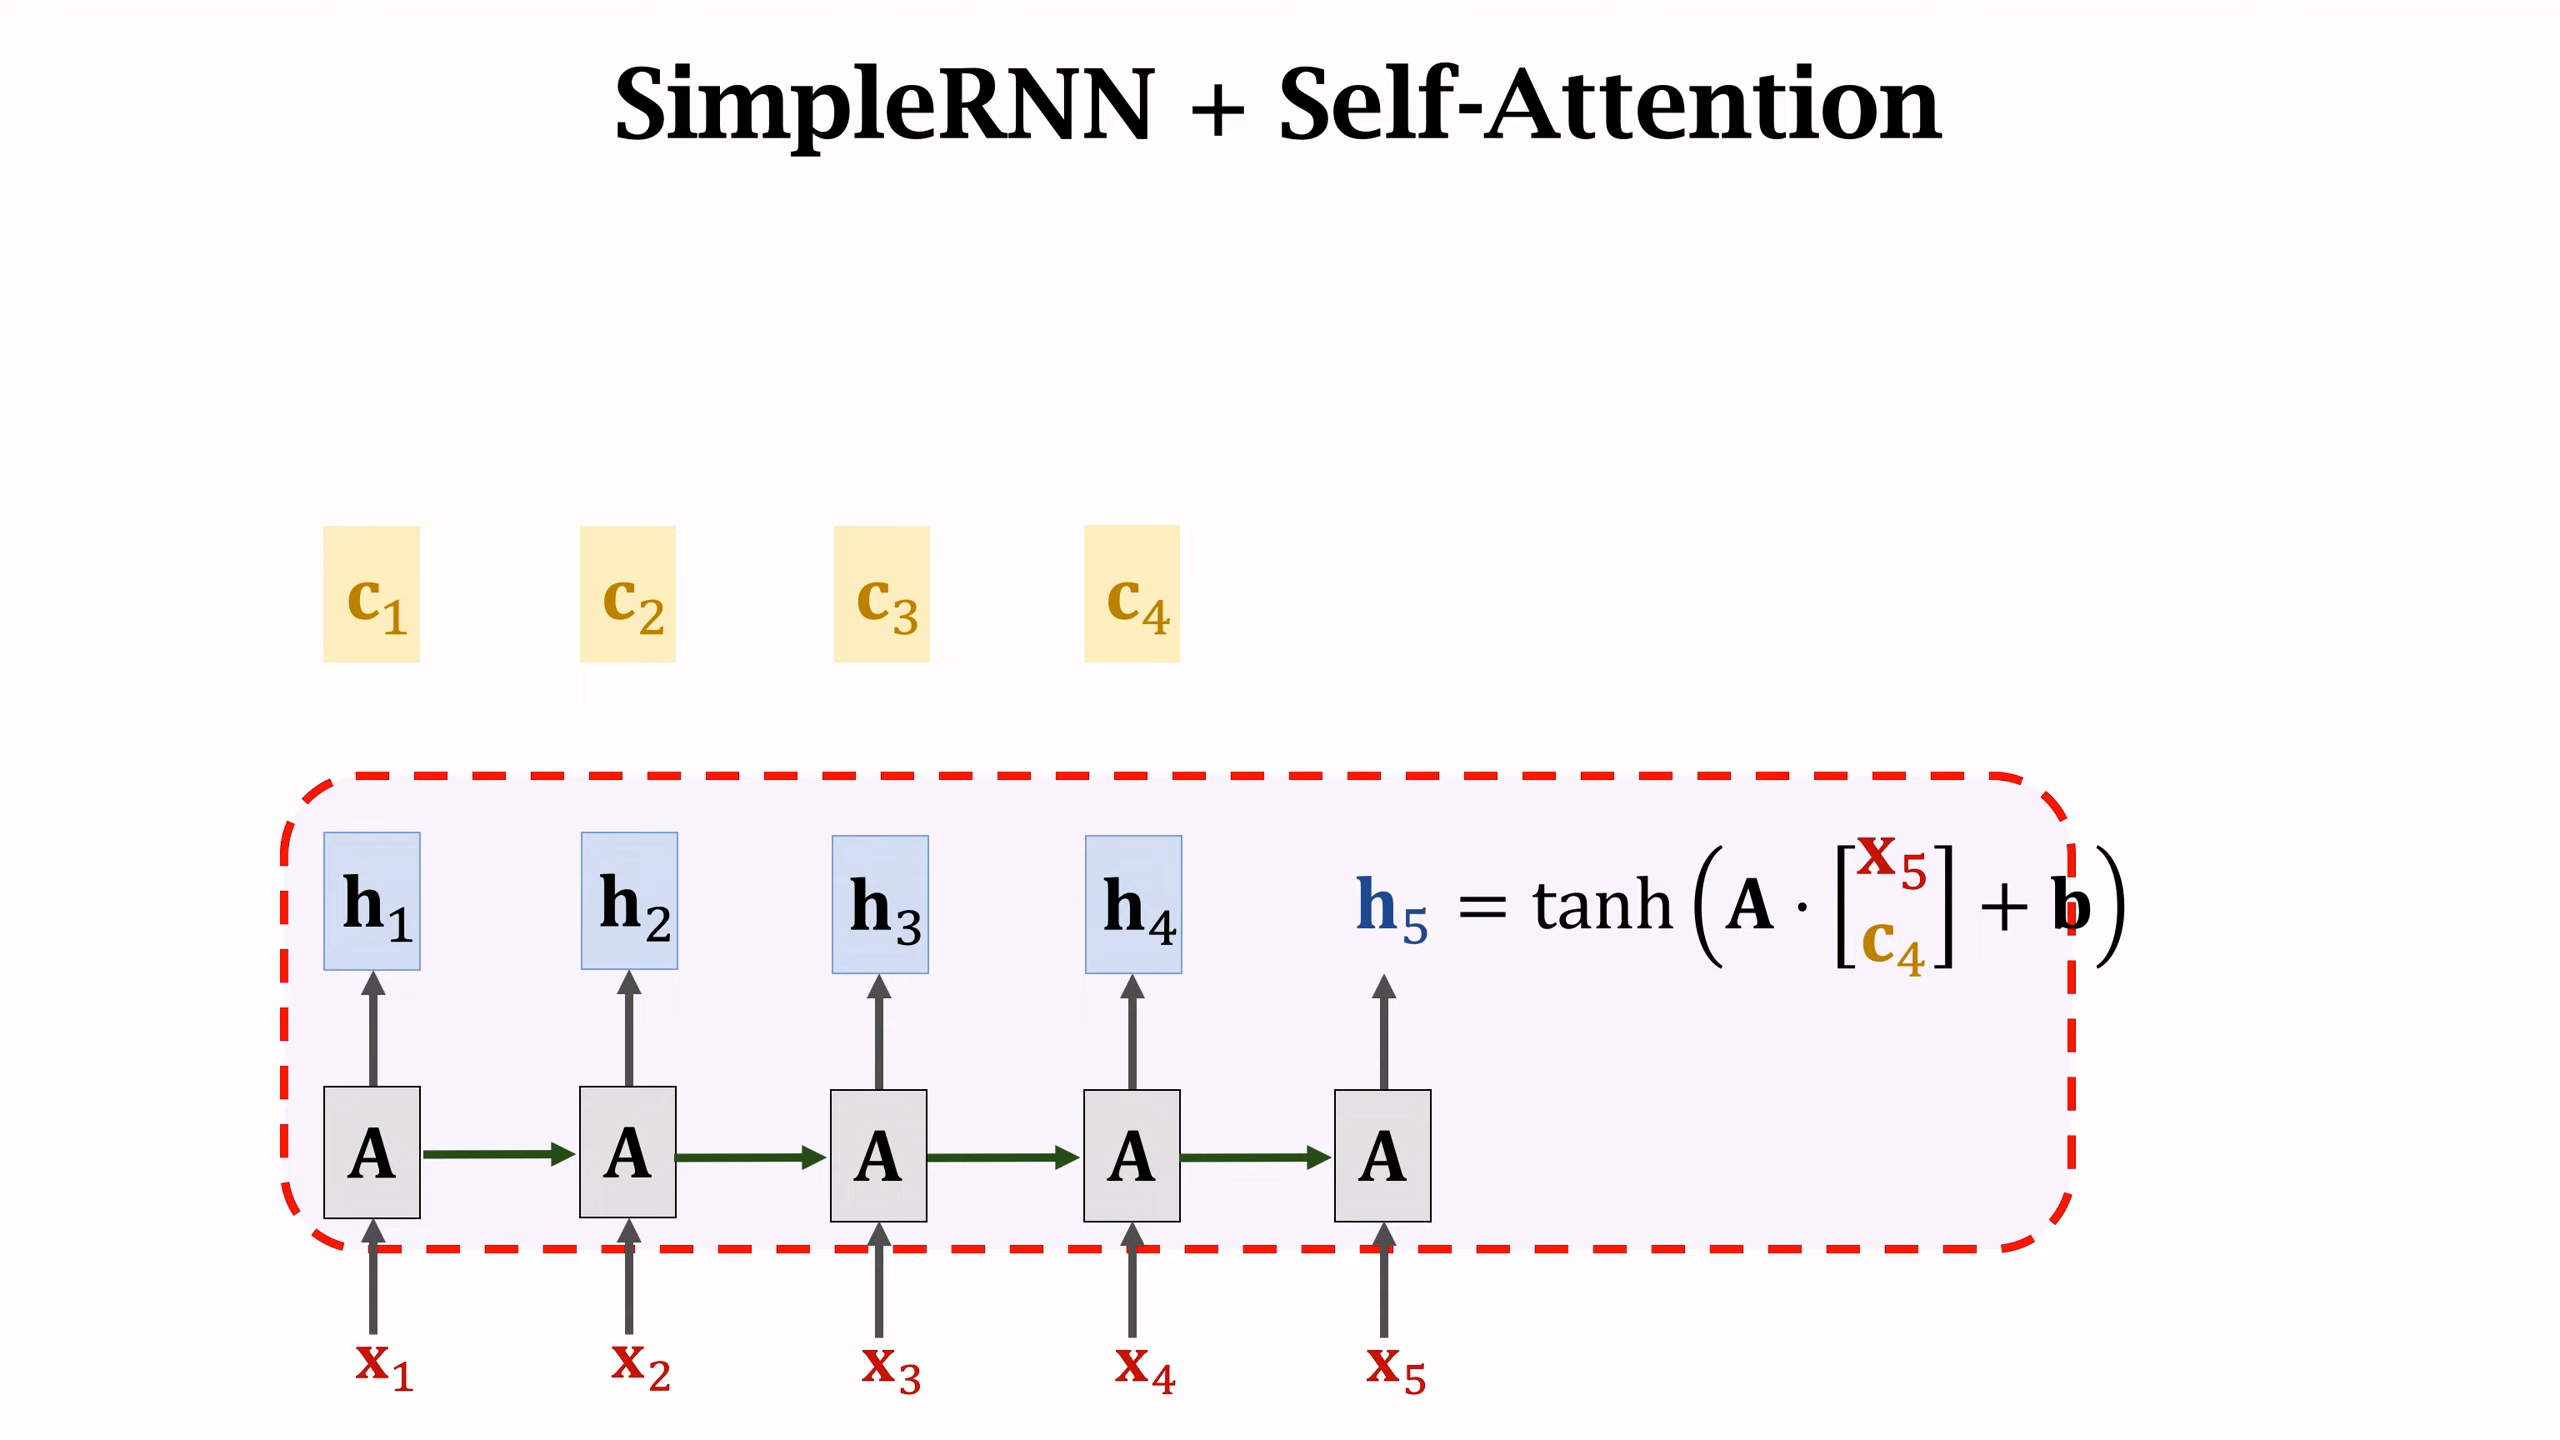 SimpleRNN + Self-Attention
c₁ c₂ c₃ c₄
h₁ h₂ h₃ h₄ h₅ = tanh(A · [x₅ c₄] + b)
A A A A A
x₁ x₂ x₃ x₄ x₅